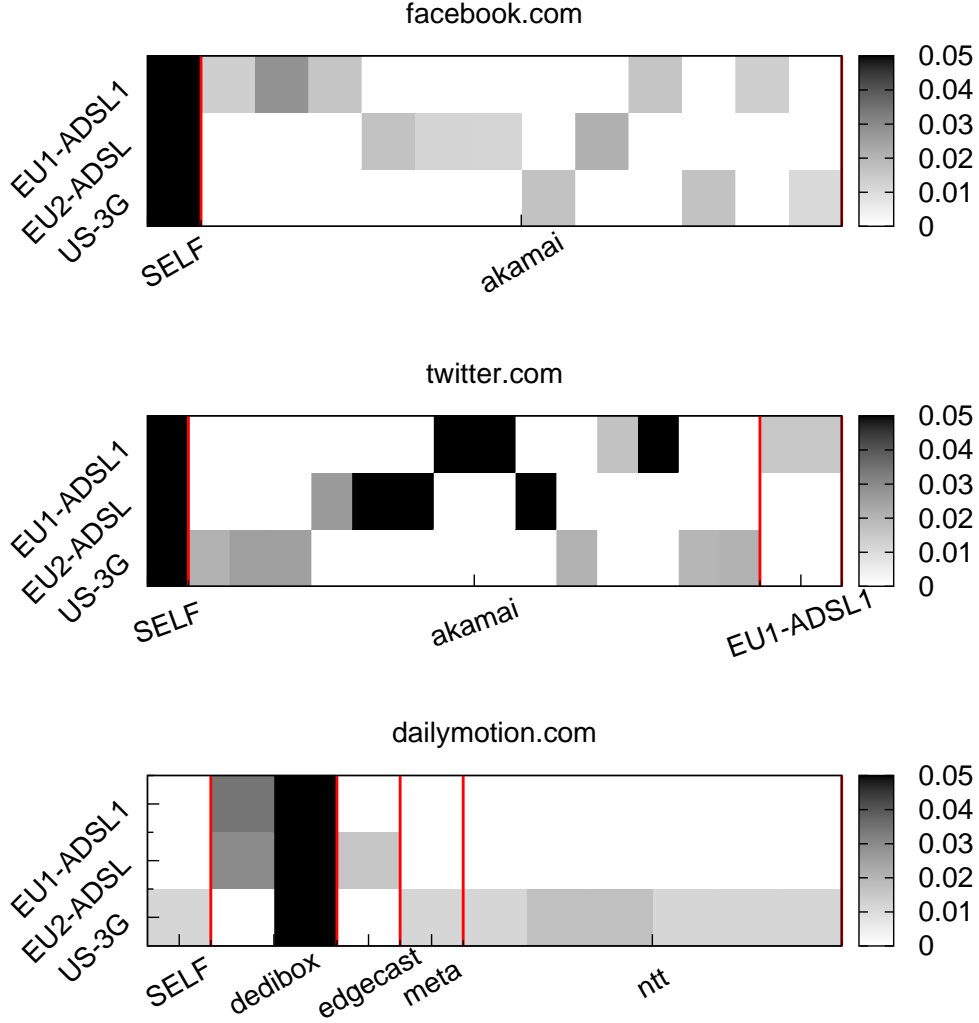 facebook.com
EU1-ADSL1
EU2-ADSL
US-3G
SELF
akamai
0.05
0.04
0.03
0.02
0.01
0
twitter.com
EU1-ADSL1
EU2-ADSL
US-3G
SELF
akamai
EU1-ADSL1
0.05
0.04
0.03
0.02
0.01
0
dailymotion.com
EU1-ADSL1
EU2-ADSL
US-3G
SELF
dedibox
edgecast
meta
ntt
0.05
0.04
0.03
0.02
0.01
0